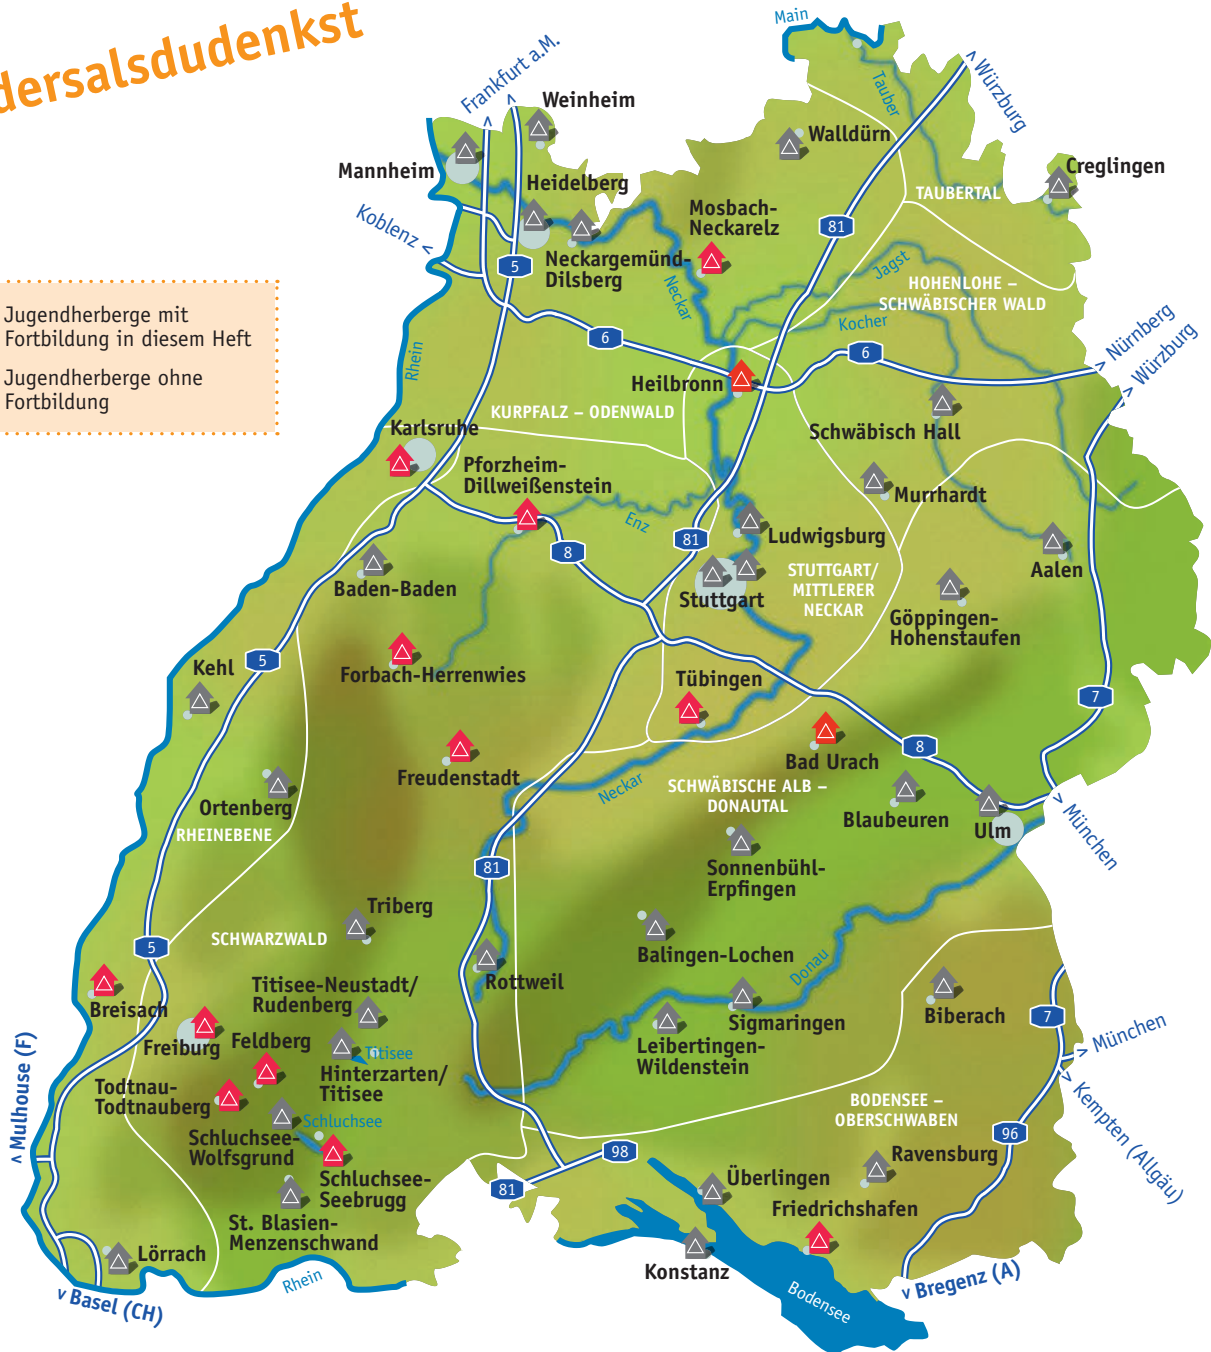 dersalsdudenkst
Main
Frankfurt a.M.
Würzburg
Tauber
Weinheim
Walldürn
Mannheim
Creglingen
Heidelberg
TAUBERTAL
Koblenz
Mosbach-
Neckarelz
81
5
Neckargemünd-
Dilsberg
Neckar
Jagst
HOHENLOHE –
SCHWÄBISCHER WALD
Jugendherberge mit
Fortbildung in diesem Heft
Jugendherberge ohne
Fortbildung
Rhein
6
Kocher
6
Nürnberg
Würzburg
Heilbronn
KURPFALZ – ODENWALD
Karlsruhe
Schwäbisch Hall
Pforzheim-
Dillweißenstein
Murrhardt
Enz
81
8
Ludwigsburg
Baden-Baden
Stuttgart
STUTTGART/
MITTLERER
NECKAR
Aalen
Göppingen-
Hohenstaufen
5
Kehl
Forbach-Herrenwies
Tübingen
7
Freudenstadt
Bad Urach
8
Ortenberg
Neckar
SCHWÄBISCHE ALB –
DONAUTAL
Blaubeuren
Ulm
München
RHEINEBENE
81
Sonnenbühl-
Erpfingen
Triberg
SCHWARZWALD
5
Balingen-Lochen
Donau
Rottweil
Titisee-Neustadt/
Rudenberg
Breisach
Sigmaringen
Biberach
7
München
Freiburg
Feldberg
Titisee
Leibertingen-
Wildenstein
Hinterzarten/
Titisee
Mulhouse (F)
Todtnau-
Todtnauberg
Kempten (Allgäu)
Schluchsee
BODENSEE –
OBERSCHWABEN
96
Schluchsee-
Wolfsgrund
98
Ravensburg
Schluchsee-
Seebrugg
81
Überlingen
Friedrichshafen
St. Blasien-
Menzenschwand
Lörrach
Konstanz
Rhein
Bodensee
Bregenz (A)
Basel (CH)